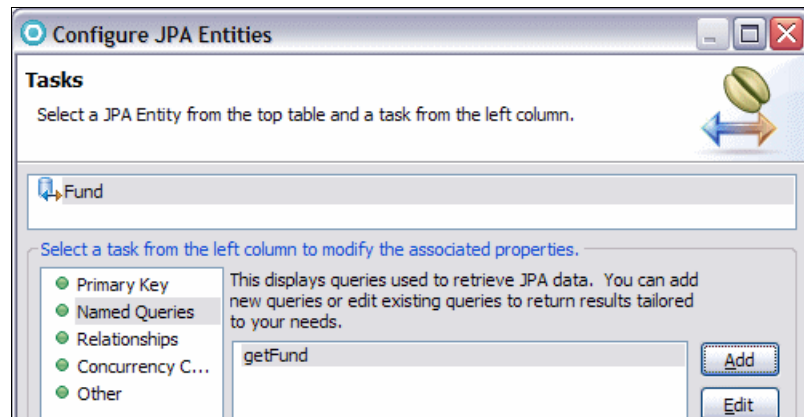 Configure JPA Entities
Tasks
Select a JPA Entity from the top table and a task from the left column.
Fund
Select a task from the left column to modify the associated properties.
Primary Key
Named Queries
Relationships
Concurrency C...
Other
This displays queries used to retrieve JPA data. You can add
new queries or edit existing queries to return results tailored
to your needs.
getFund
Add
Edit